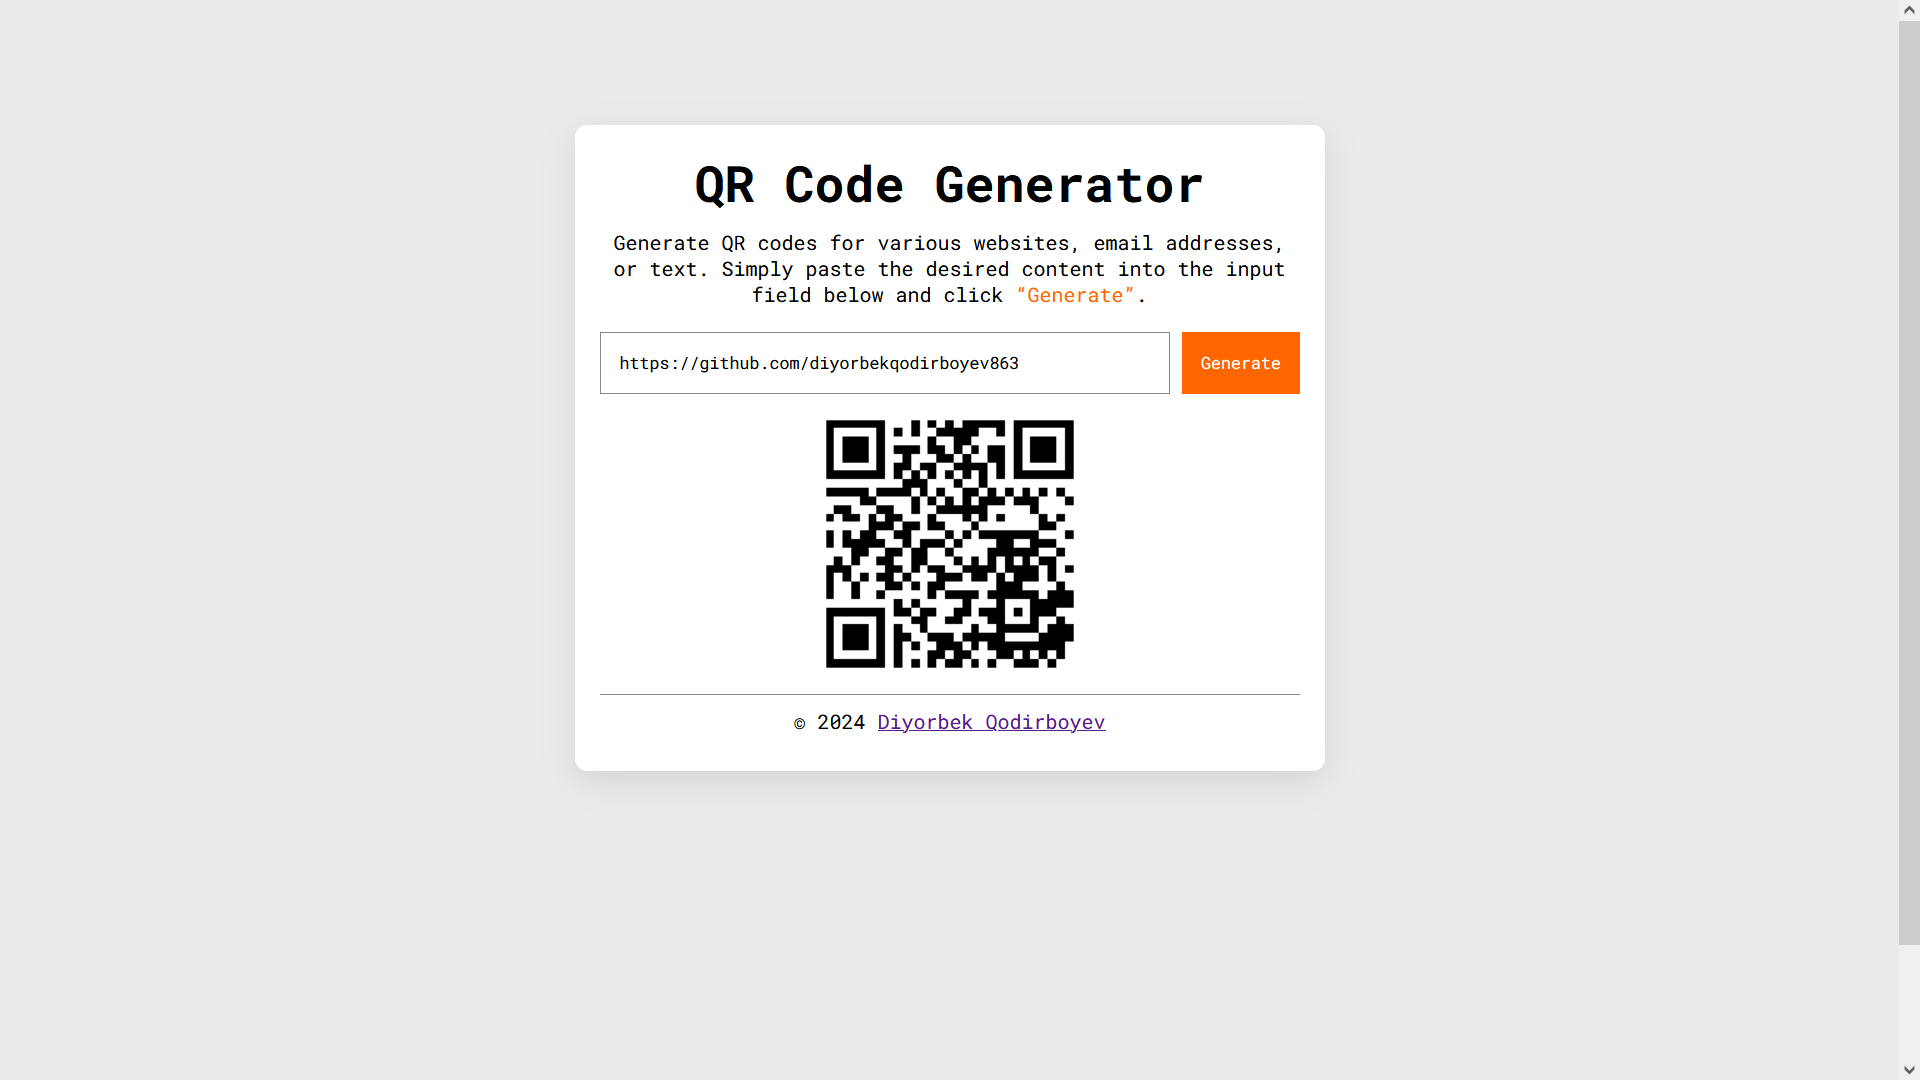 QR Code Generator
Generate QR codes for various websites, email addresses,
or text. Simply paste the desired content into the input
field below and click “Generate”.
https://github.com/diyorbekqodirboyev863
Generate
© 2024 Diyorbek Qodirboyev